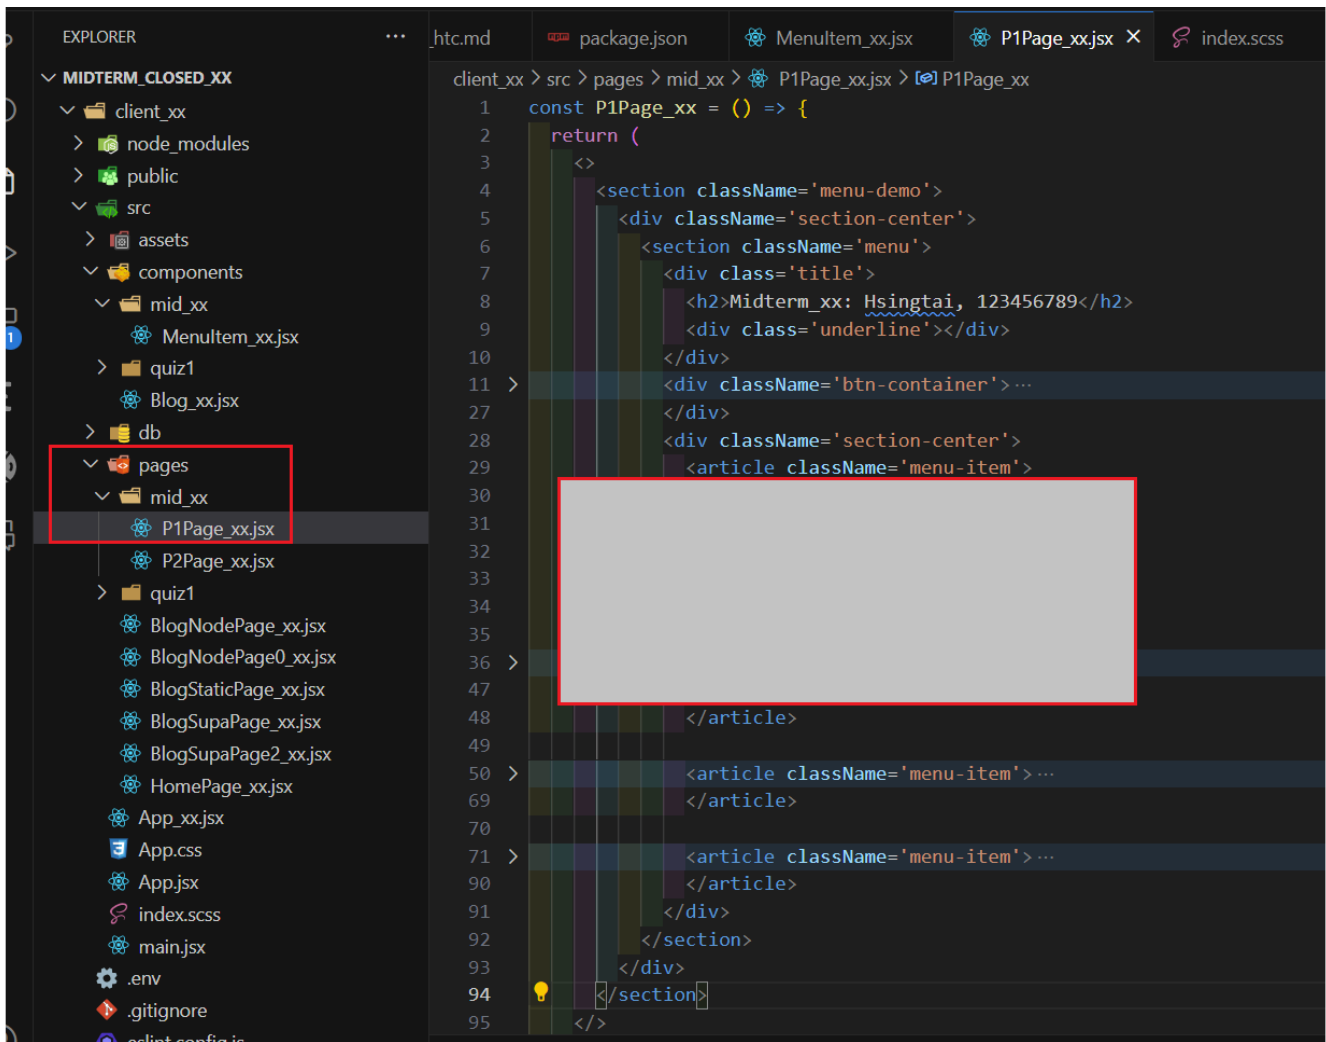 EXPLORER ...
MIDTERM_CLOSED_XX
client_xx
node_modules
public
src
assets
components
mid_xx
MenuItem_xx.jsx
quiz1
Blog_xx.jsx
db
pages
mid_xx
P1Page_xx.jsx
P2Page_xx.jsx
quiz1
BlogNodePage_xx.jsx
BlogNodePage0_xx.jsx
BlogStaticPage_xx.jsx
BlogSupaPage_xx.jsx
BlogSupaPage2_xx.jsx
HomePage_xx.jsx
App_xx.jsx
App.css
App.jsx
index.scss
main.jsx
.env
.gitignore
eslint.config.js
1
_htc.md package.json MenuItem_xx.jsx P1Page_xx.jsx × index.scss
client_xx > src > pages > mid_xx > P1Page_xx.jsx > P1Page_xx
1 const P1Page_xx = () => {
2 return (
3 <>
4 <section className='menu-demo'>
5 <div className='section-center'>
6 <section className='menu'>
7 <div class='title'>
8 <h2>Midterm_xx: Hsingtai, 123456789</h2>
9 <div class='underline'></div>
10 </div>
11 <div className='btn-container'>...
27 </div>
28 <div className='section-center'>
29 <article className='menu-item'>
30
31
32
33
34
35
36
47
48 </article>
49
50 <article className='menu-item'>...
69 </article>
70
71 <article className='menu-item'>...
90 </article>
91 </div>
92 </section>
93 </div>
94 </section>
95 </>